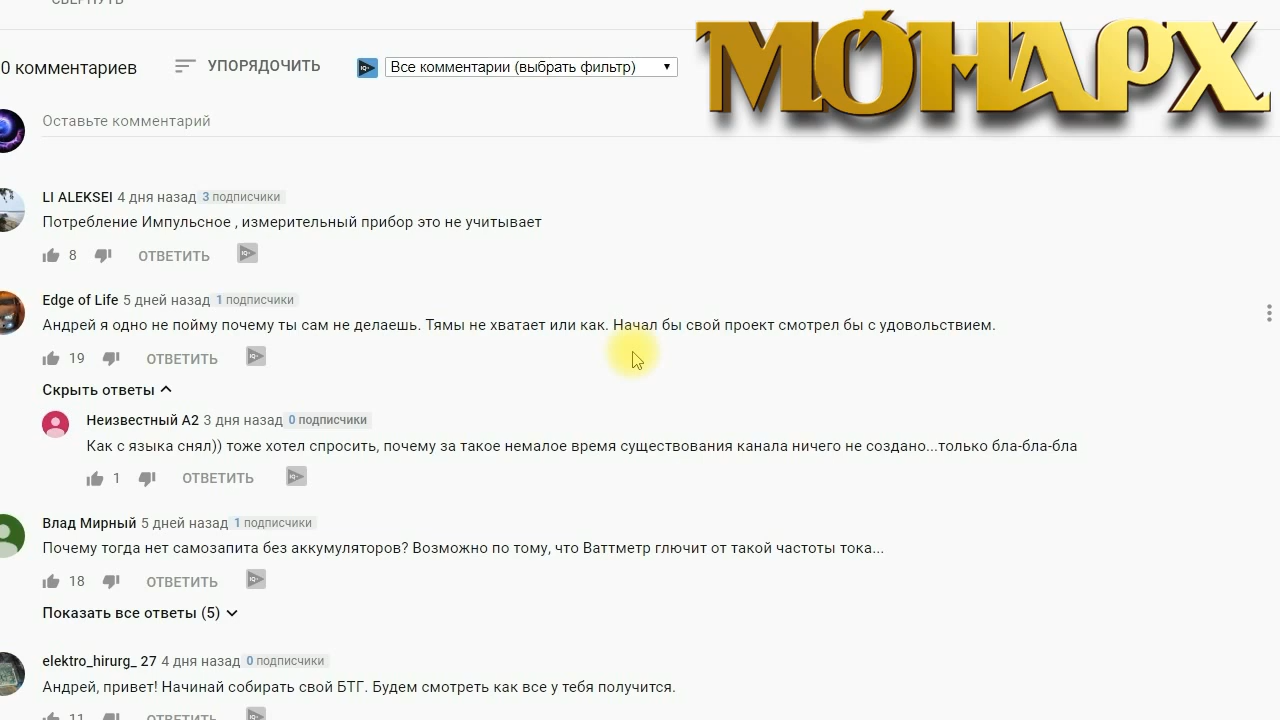 СВЕРНУТЬ
МОНАРХ
0 комментариев
УПОРЯДОЧИТЬ
Все комментарии (выбрать фильтр)
Оставьте комментарий
LI ALEKSEI 4 дня назад 3 подписчики
Потребление Импульсное , измерительный прибор это не учитывает
8 ОТВЕТИТЬ
Edge of Life 5 дней назад 1 подписчики
Андрей я одно не пойму почему ты сам не делаешь. Тямы не хватает или как. Начал бы свой проект смотрел бы с удовольствием.
19 ОТВЕТИТЬ
Скрыть ответы
Неизвестный А2 3 дня назад 0 подписчики
Как с языка снял)) тоже хотел спросить, почему за такое немалое время существования канала ничего не создано...только бла-бла-бла
1 ОТВЕТИТЬ
Влад Мирный 5 дней назад 1 подписчики
Почему тогда нет самозапита без аккумуляторов? Возможно по тому, что Ваттметр глючит от такой частоты тока...
18 ОТВЕТИТЬ
Показать все ответы (5)
elektro_hirurg_ 27 4 дня назад 0 подписчики
Андрей, привет! Начинай собирать свой БТГ. Будем смотреть как все у тебя получится.
11 ОТВЕТИТЬ